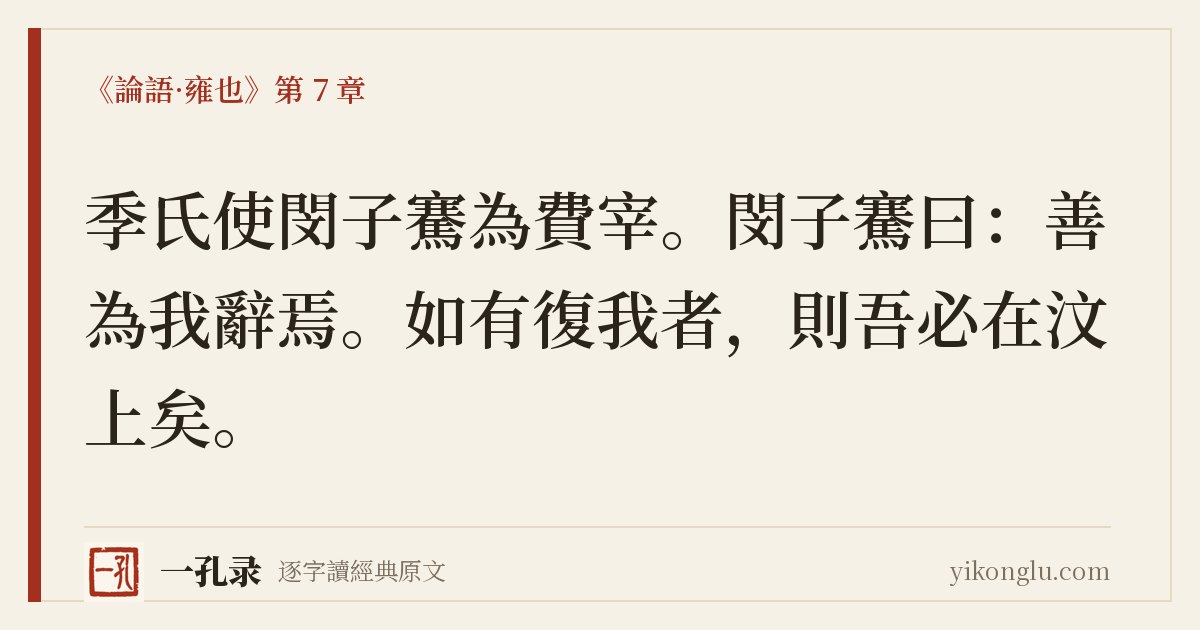 《論語·雍也》第 7 章
季氏使閔子騫為費宰。閔子騫曰：善
為我辭焉。如有復我者，則吾必在汶
上矣。
一孔
一孔录 逐字讀經典原文 yikonglu.com